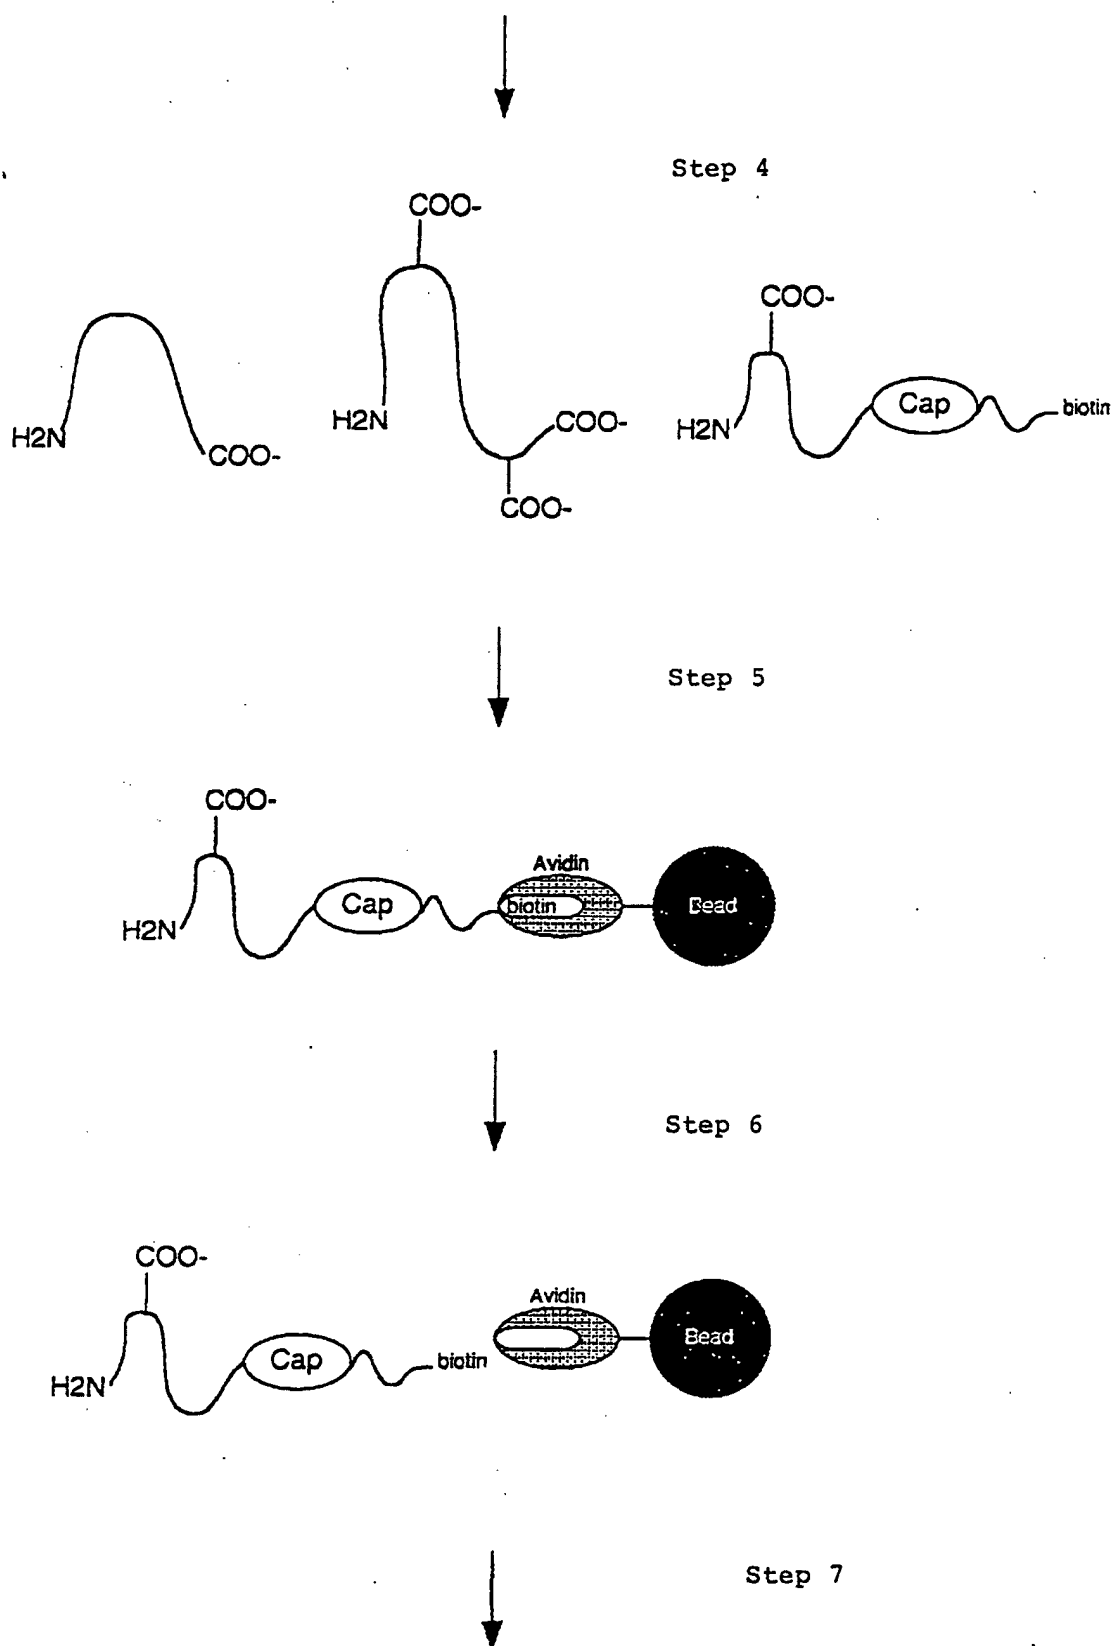 Step 4
COO-
COO-
H2N
COO-
H2N
COO-
COO-
H2N
Cap
biotin
Step 5
COO-
H2N
Cap
biotin
Avidin
Bead
Step 6
COO-
H2N
Cap
biotin
Avidin
Bead
Step 7